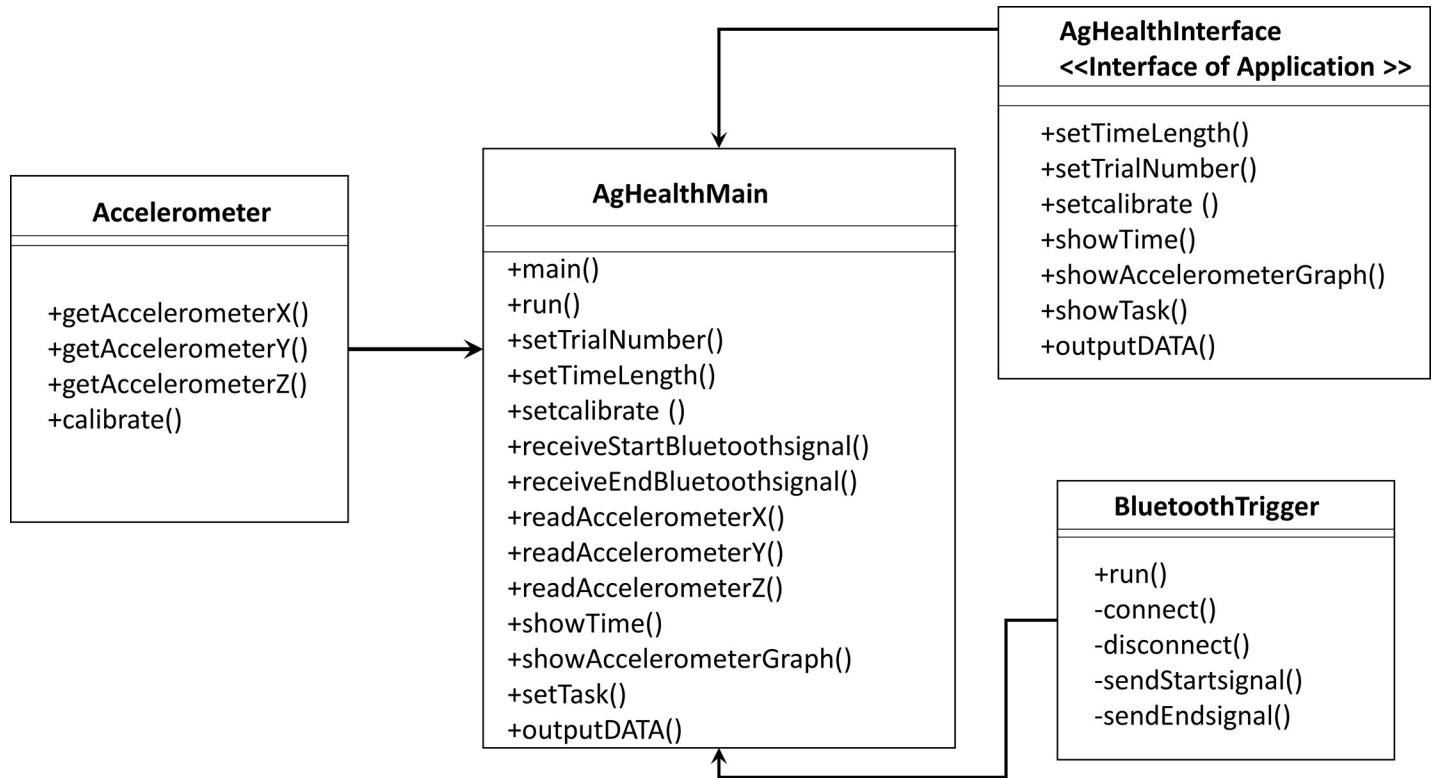 AgHealthInterface
<<Interface of Application >>
+setTimeLength()
+setTrialNumber()
+setcalibrate ()
+showTime()
+showAccelerometerGraph()
+showTask()
+outputDATA()
Accelerometer
+getAccelerometerX()
+getAccelerometerY()
+getAccelerometerZ()
+calibrate()
AgHealthMain
+main()
+run()
+setTrialNumber()
+setTimeLength()
+setcalibrate ()
+receiveStartBluetoothsignal()
+receiveEndBluetoothsignal()
+readAccelerometerX()
+readAccelerometerY()
+readAccelerometerZ()
+showTime()
+showAccelerometerGraph()
+setTask()
+outputDATA()
BluetoothTrigger
+run()
-connect()
-disconnect()
-sendStartsignal()
-sendEndsignal()